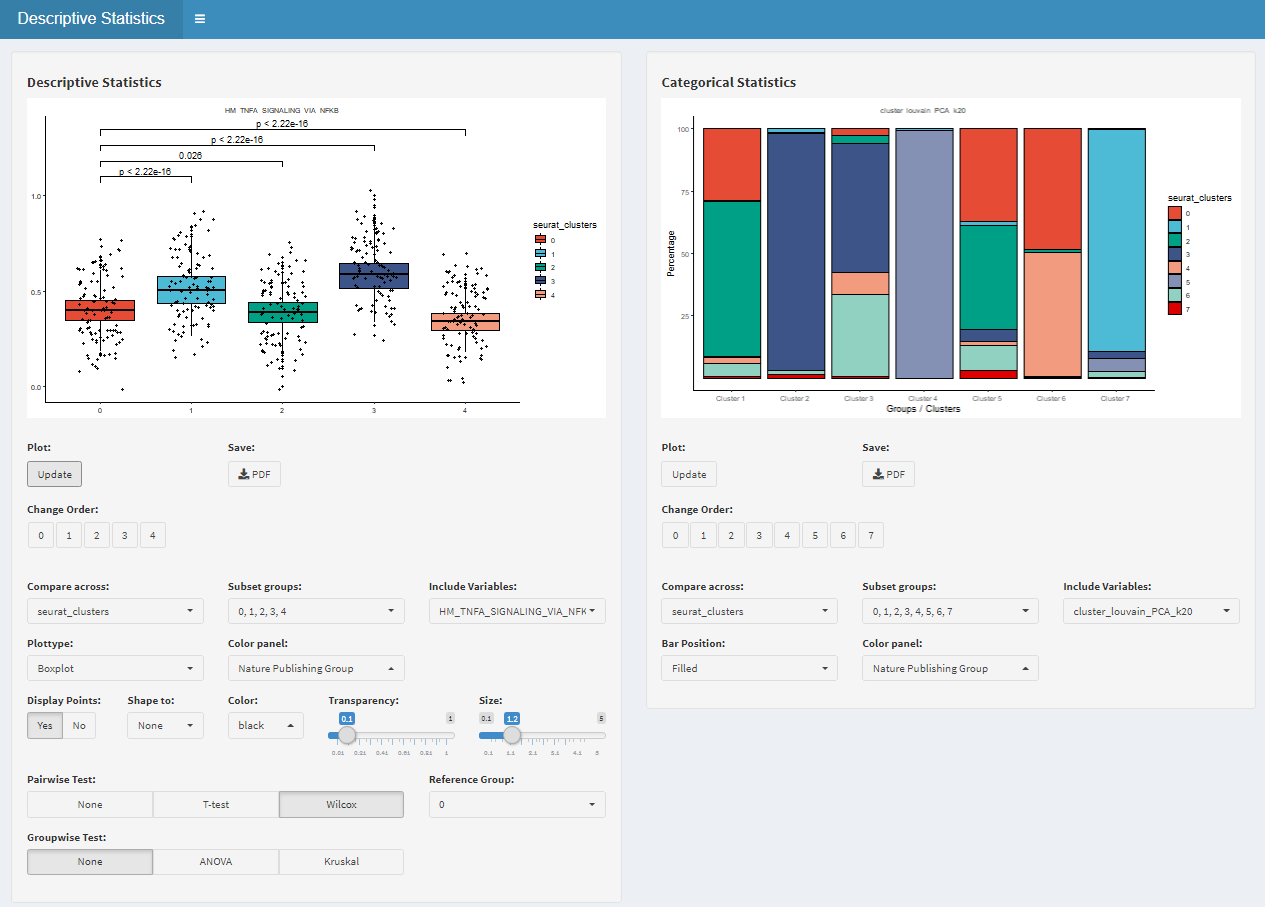 Descriptive Statistics
Descriptive Statistics
HM_TNFA_SIGNALING_VIA_NFKB
p < 2.22e-16
p < 2.22e-16
0.026
p < 2.22e-16
1.0
0.5
0.0
0 1 2 3 4
seurat_clusters
0
1
2
3
4
Plot: Save:
Update PDF
Change Order:
0 1 2 3 4
Compare across: Subset groups: Include Variables:
seurat_clusters 0, 1, 2, 3, 4 HM_TNFA_SIGNALING_VIA_NFK
Plottype: Color panel:
Boxplot Nature Publishing Group
Display Points: Shape to: Color: Transparency: Size:
Yes No None black 0.1 1 0.1 1.2 5
0.01 0.21 0.41 0.61 0.81 1 0.1 1.1 2.1 3.1 4.1 5
Pairwise Test: Reference Group:
None T-test Wilcox 0
Groupwise Test:
None ANOVA Kruskal
Categorical Statistics
cluster_louvain_PCA_k20
Percentage
100
75
50
25
Cluster 1 Cluster 2 Cluster 3 Cluster 4 Cluster 5 Cluster 6 Cluster 7
Groups / Clusters
seurat_clusters
0
1
2
3
4
5
6
7
Plot: Save:
Update PDF
Change Order:
0 1 2 3 4 5 6 7
Compare across: Subset groups: Include Variables:
seurat_clusters 0, 1, 2, 3, 4, 5, 6, 7 cluster_louvain_PCA_k20
Bar Position: Color panel:
Filled Nature Publishing Group